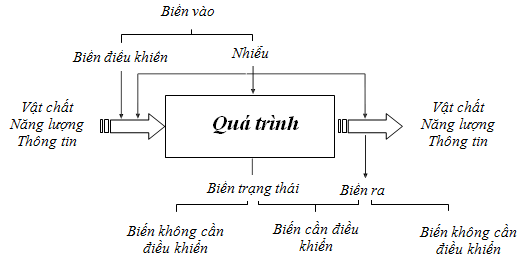 Biến vào
Biến điều khiển
Nhiễu
Vật chất
Năng lượng
Thông tin
Quá trình
Vật chất
Năng lượng
Thông tin
Biến trạng thái
Biến ra
Biến không cần
điều khiển
Biến cần điều
khiển
Biến không cần
điều khiển